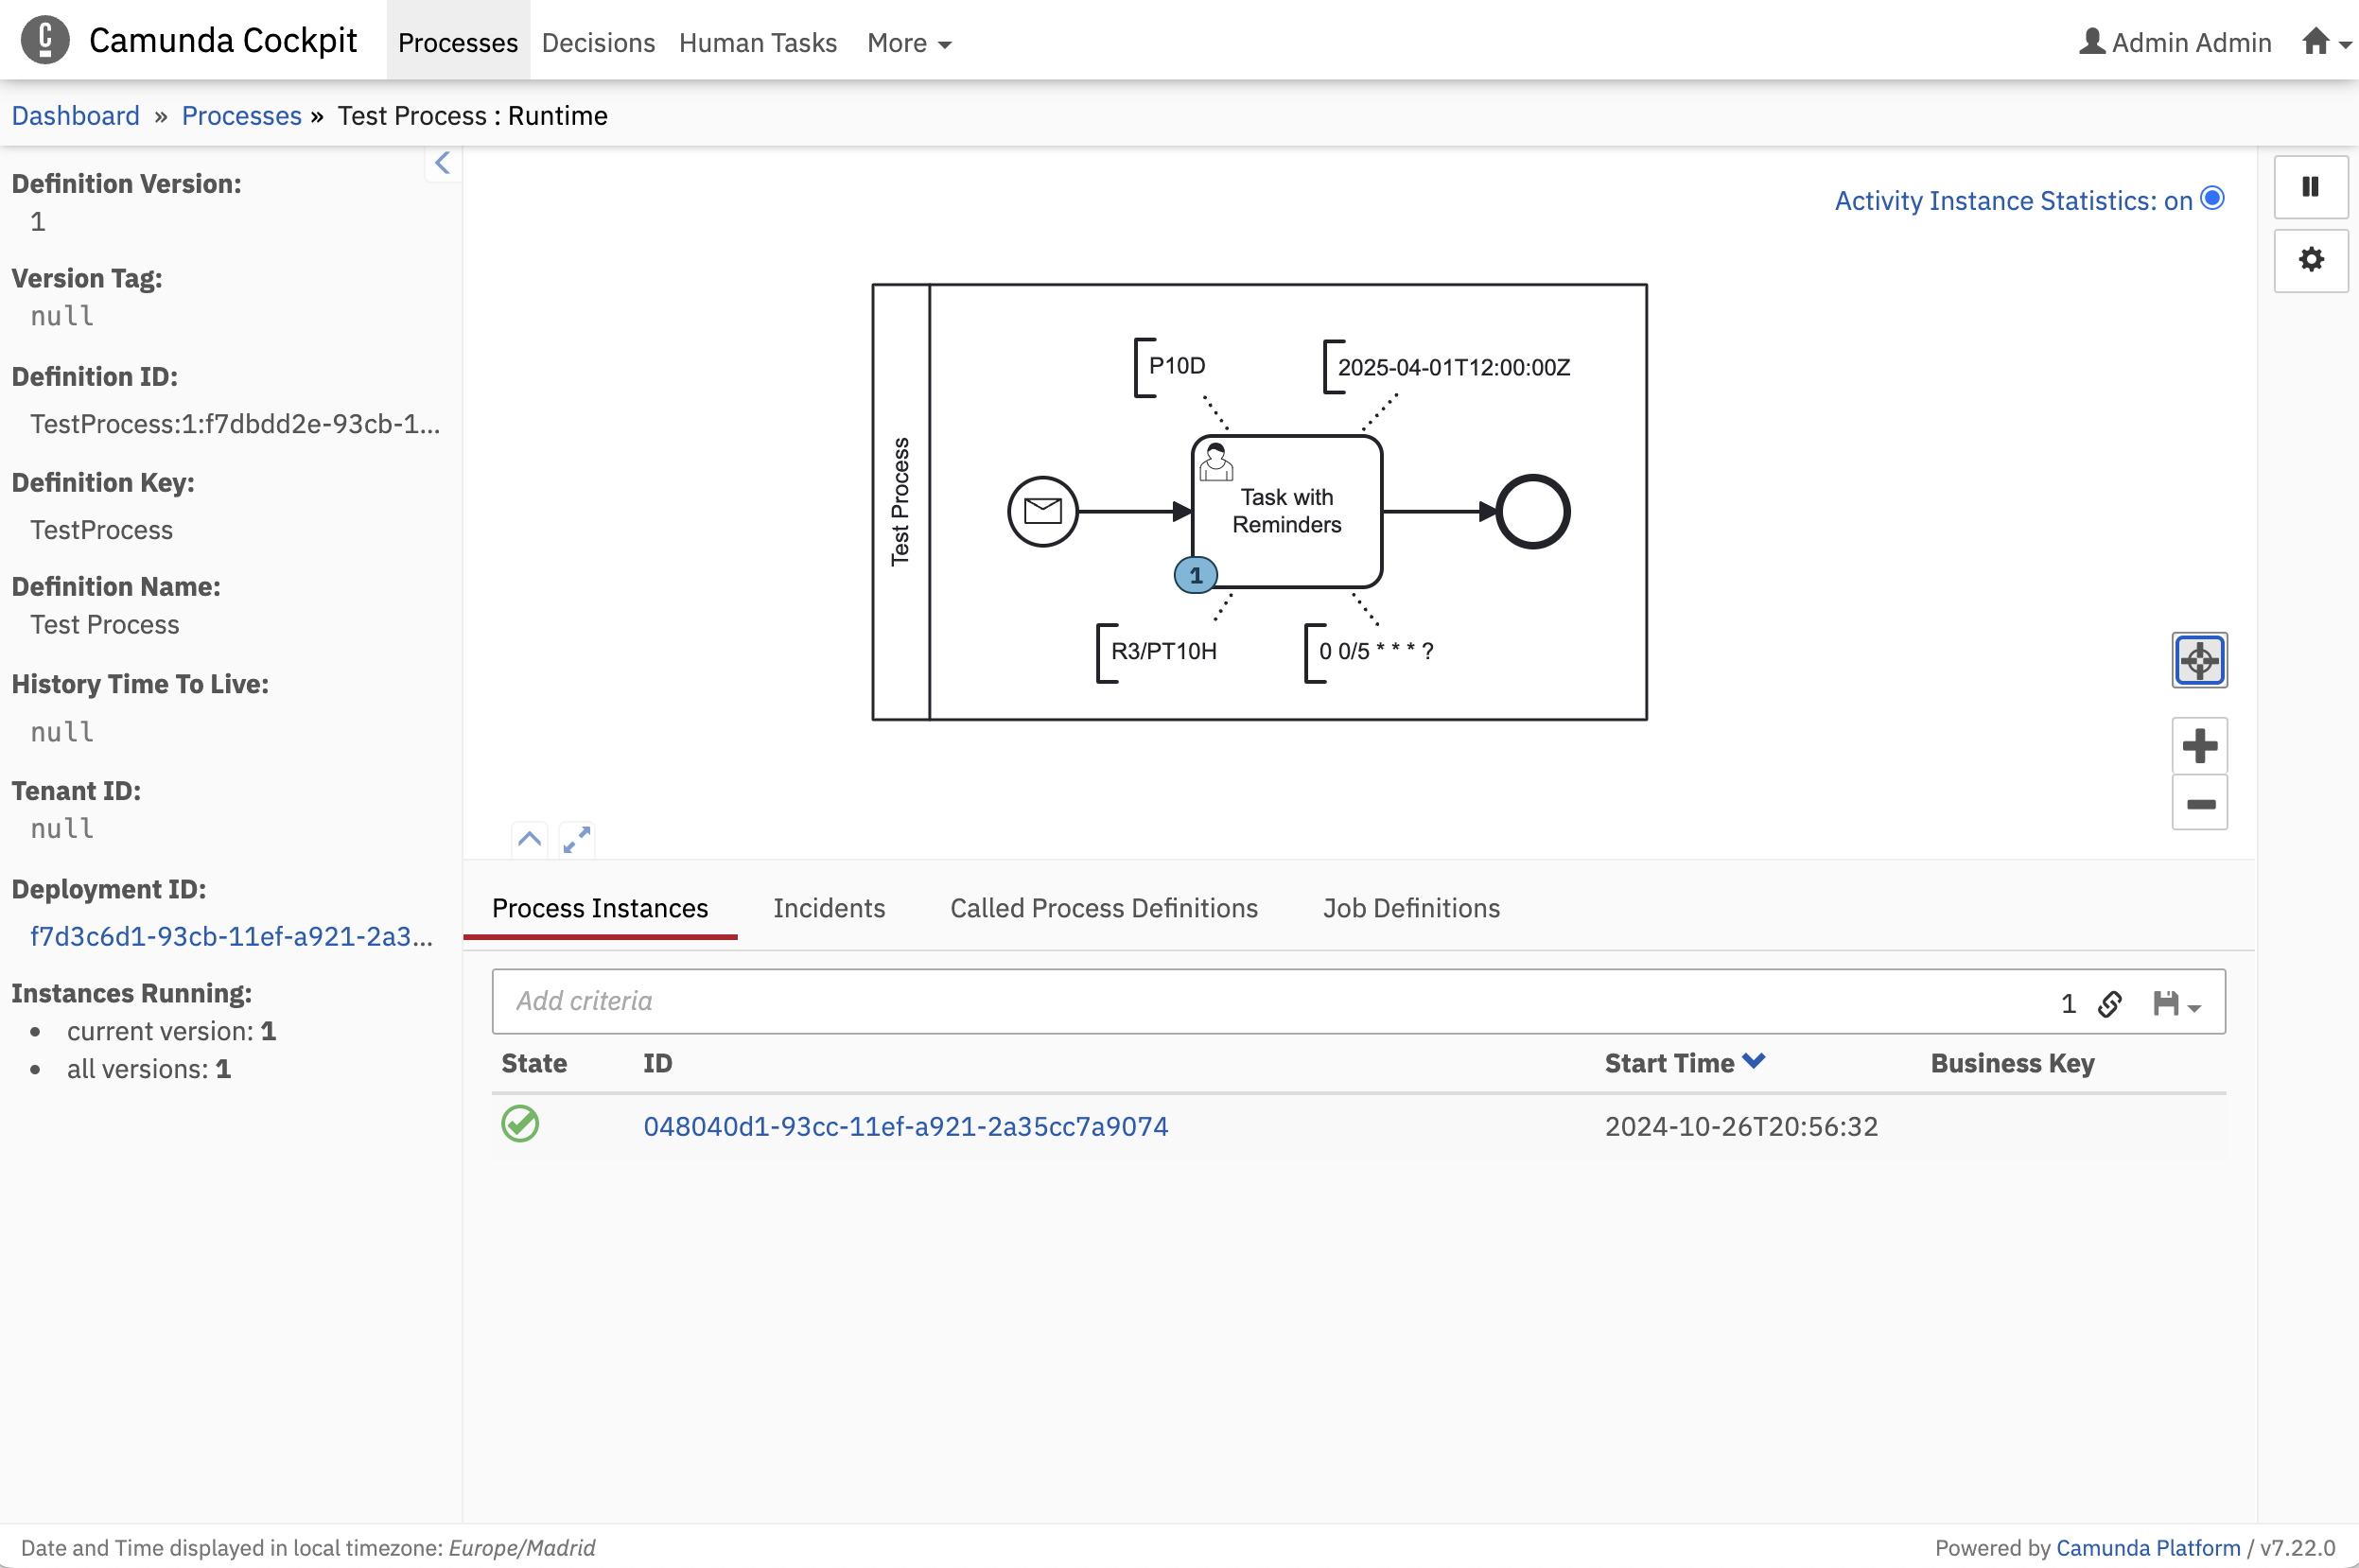 Camunda Cockpit
Processes
Decisions
Human Tasks
More
Admin Admin
Dashboard » Processes » Test Process : Runtime
Definition Version:
1
Version Tag:
null
Definition ID:
TestProcess:1:f7dbdd2e-93cb-1...
Definition Key:
TestProcess
Definition Name:
Test Process
History Time To Live:
null
Tenant ID:
null
Deployment ID:
f7d3c6d1-93cb-11ef-a921-2a3...
Instances Running:
• current version: 1
• all versions: 1
Activity Instance Statistics: on
Test Process
P10D
2025-04-01T12:00:00Z
Task with
Reminders
1
R3/PT10H
0 0/5 * * * ?
Process Instances
Incidents
Called Process Definitions
Job Definitions
Add criteria
1
State
ID
Start Time
Business Key
048040d1-93cc-11ef-a921-2a35cc7a9074
2024-10-26T20:56:32
Date and Time displayed in local timezone: Europe/Madrid
Powered by Camunda Platform / v7.22.0